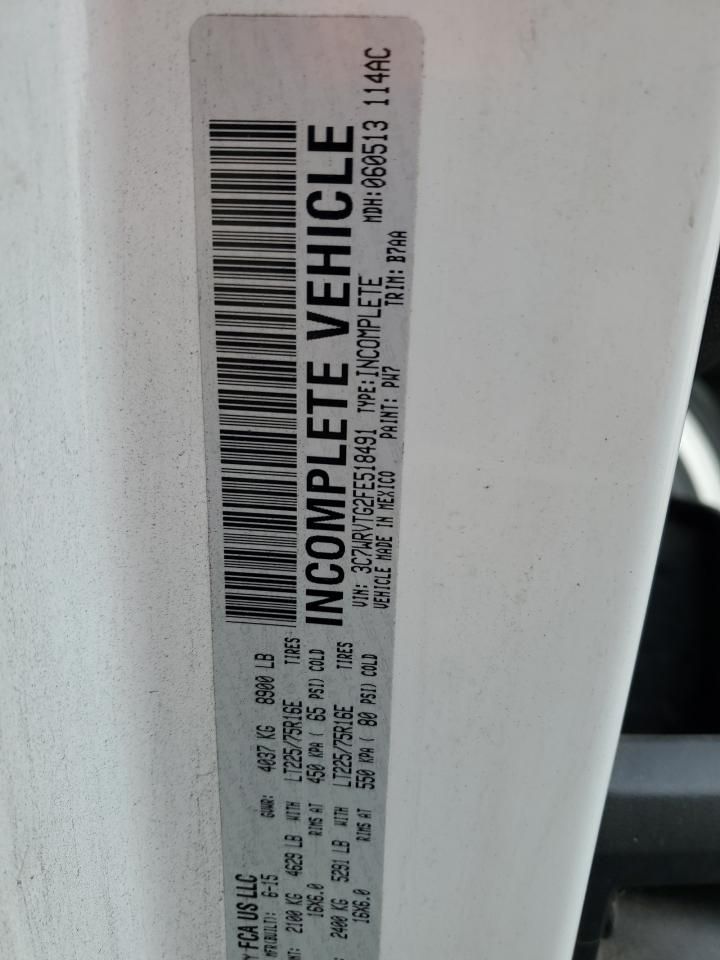 Y FCA US LLC
MFR(BUILT): 6-15 GVWR: 4037 KG 8900 LB
NT: 2100 KG 4629 LB WITH LT225/75R16E TIRES
16X6.0 RIMS AT 450 KPA ( 65 PSI) COLD
2400 KG 5291 LB WITH LT225/75R16E TIRES
16X6.0 RIMS AT 550 KPA ( 80 PSI) COLD
INCOMPLETE VEHICLE
VIN: 3C7WRVTG2FE518491 TYPE: INCOMPLETE MDH: 060513 114AC
VEHICLE MADE IN MEXICO PAINT: PW7 TRIM: B7AA